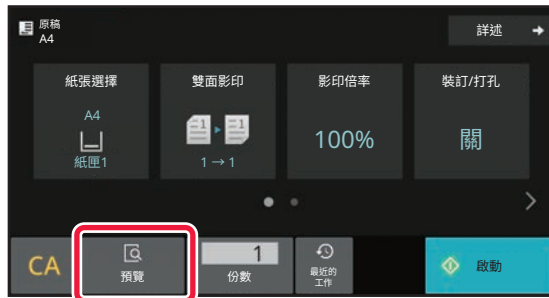 原稿
A4
詳述
紙張選擇
A4
紙匣1
雙面影印
1
1
1 → 1
影印倍率
100%
裝訂/打孔
關
CA
預覽
1
份數
最近的
工作
啟動